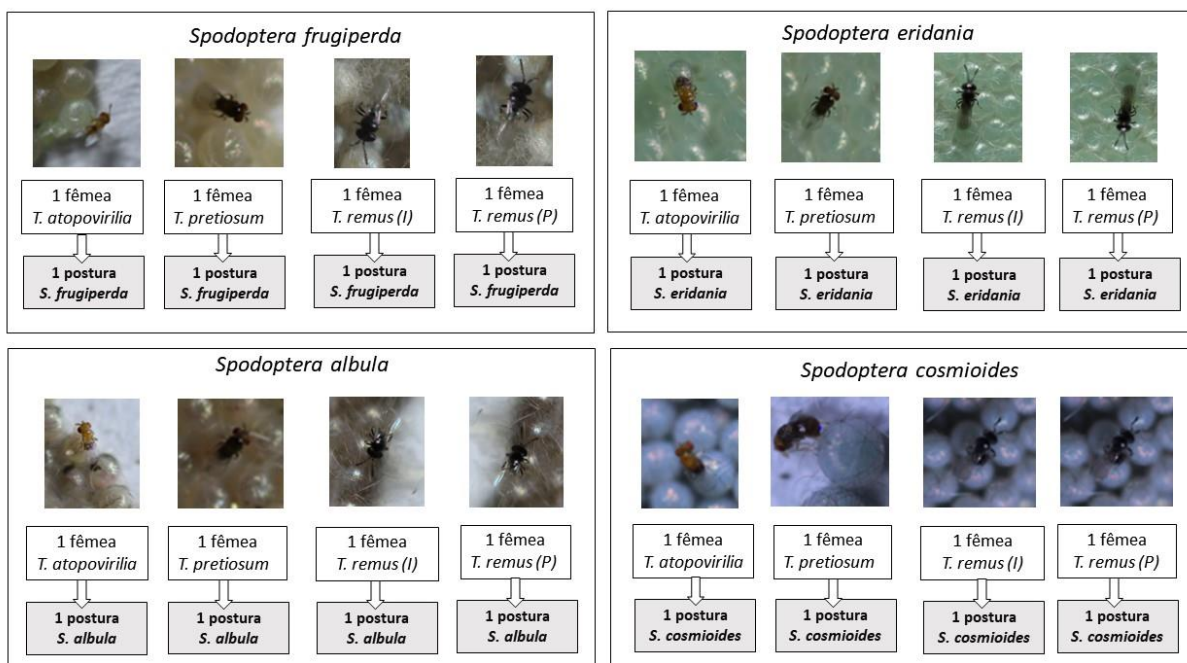 Spodoptera frugiperda
1 fêmea
T. atopovirilia
1 fêmea
T. pretiosum
1 fêmea
T. remus (I)
1 fêmea
T. remus (P)
1 postura
S. frugiperda
1 postura
S. frugiperda
1 postura
S. frugiperda
1 postura
S. frugiperda
Spodoptera eridania
1 fêmea
T. atopovirilia
1 fêmea
T. pretiosum
1 fêmea
T. remus (I)
1 fêmea
T. remus (P)
1 postura
S. eridania
1 postura
S. eridania
1 postura
S. eridania
1 postura
S. eridania
Spodoptera albula
1 fêmea
T. atopovirilia
1 fêmea
T. pretiosum
1 fêmea
T. remus (I)
1 fêmea
T. remus (P)
1 postura
S. albula
1 postura
S. albula
1 postura
S. albula
1 postura
S. albula
Spodoptera cosmioides
1 fêmea
T. atopovirilia
1 fêmea
T. pretiosum
1 fêmea
T. remus (I)
1 fêmea
T. remus (P)
1 postura
S. cosmioides
1 postura
S. cosmioides
1 postura
S. cosmioides
1 postura
S. cosmioides